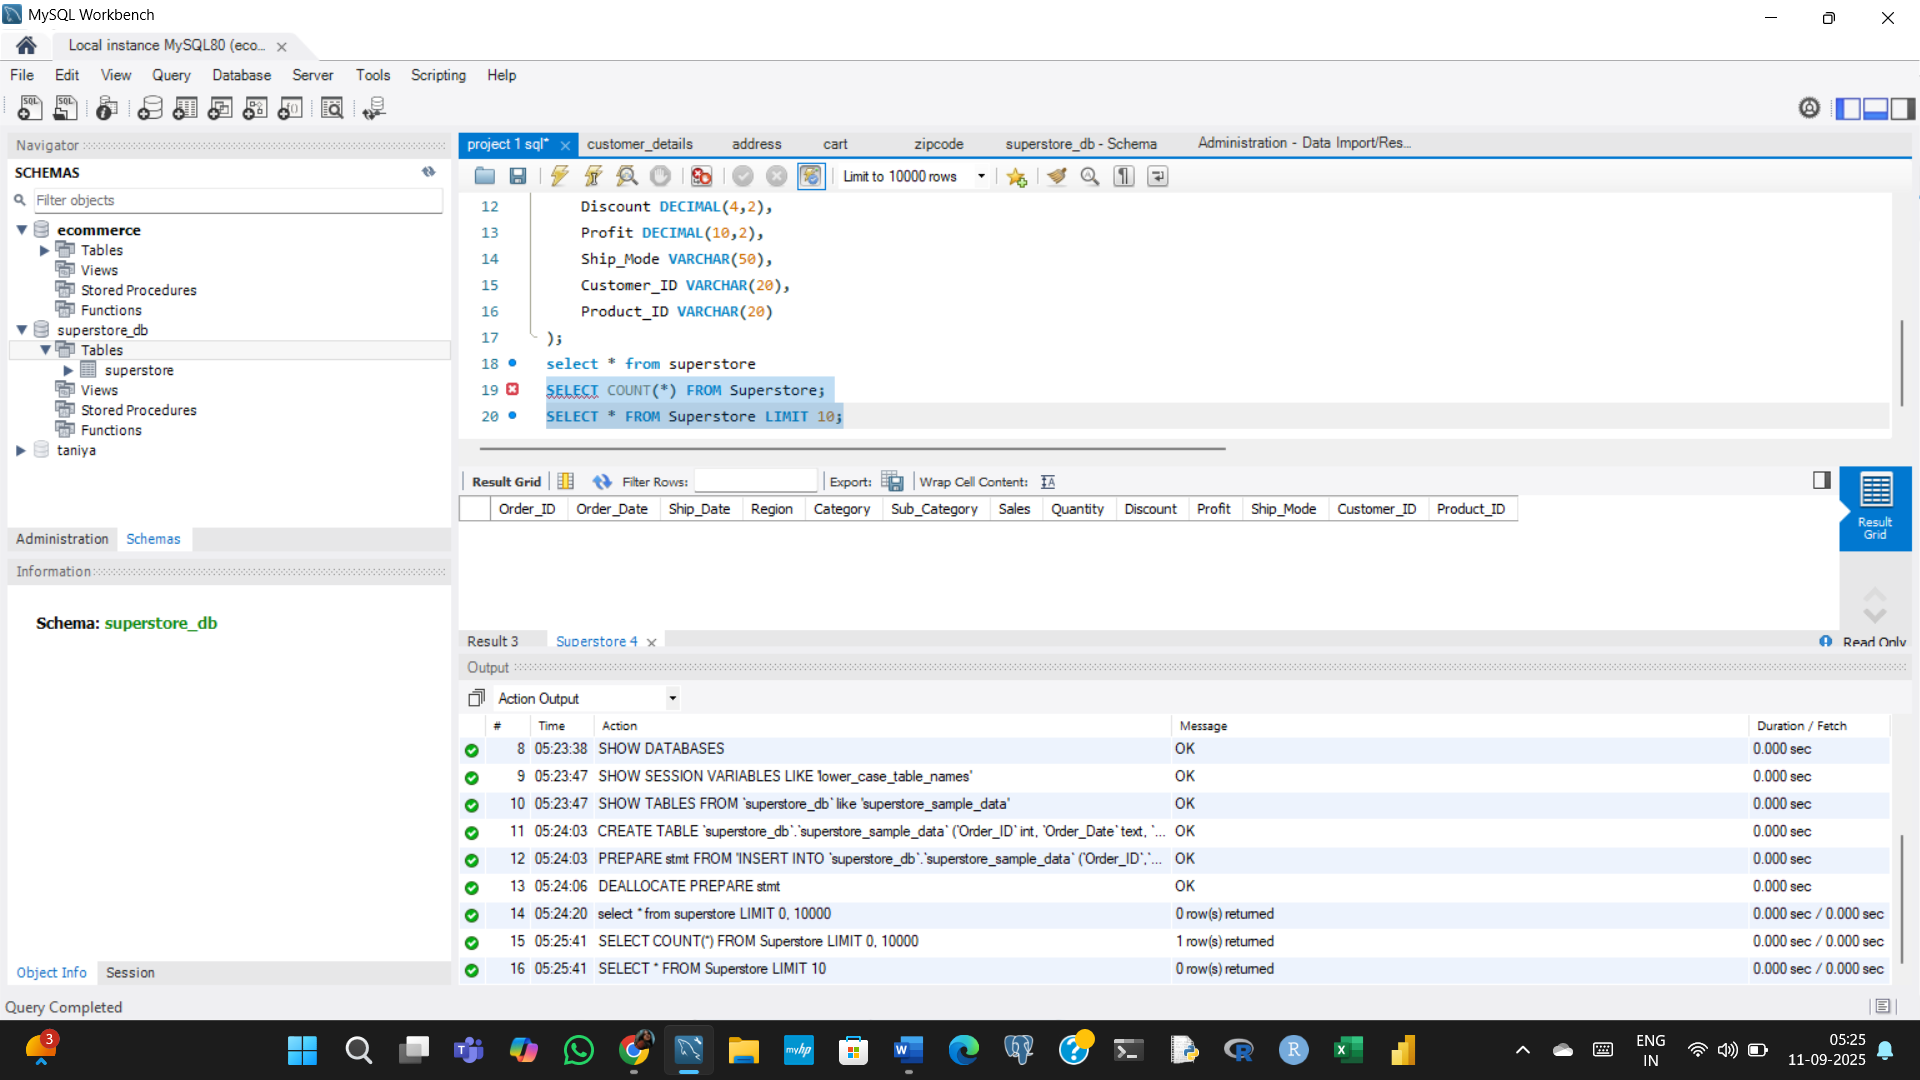 MySQL Workbench
Local instance MySQL80 (eco...
File Edit View Query Database Server Tools Scripting Help
Navigator
SCHEMAS
Filter objects
ecommerce
Tables
Views
Stored Procedures
Functions
superstore_db
Tables
superstore
Views
Stored Procedures
Functions
taniya
Administration Schemas
Information
Schema: superstore_db
Object Info Session
project 1 sql* customer_details address cart zipcode superstore_db - Schema Administration - Data Import/Res...
Limit to 10000 rows
12 Discount DECIMAL(4,2),
13 Profit DECIMAL(10,2),
14 Ship_Mode VARCHAR(50),
15 Customer_ID VARCHAR(20),
16 Product_ID VARCHAR(20)
17 );
18 select * from superstore
19 SELECT COUNT(*) FROM Superstore;
20 SELECT * FROM Superstore LIMIT 10;
Result Grid Filter Rows: Export: Wrap Cell Content:
Order_ID Order_Date Ship_Date Region Category Sub_Category Sales Quantity Discount Profit Ship_Mode Customer_ID Product_ID
Result Grid
Result 3 Superstore 4 Read Only
Output
Action Output
# Time Action Message Duration / Fetch
8 05:23:38 SHOW DATABASES OK 0.000 sec
9 05:23:47 SHOW SESSION VARIABLES LIKE 'lower_case_table_names' OK 0.000 sec
10 05:23:47 SHOW TABLES FROM `superstore_db` like 'superstore_sample_data' OK 0.000 sec
11 05:24:03 CREATE TABLE `superstore_db`.`superstore_sample_data` (`Order_ID` int, `Order_Date` text, `... OK 0.000 sec
12 05:24:03 PREPARE stmt FROM 'INSERT INTO `superstore_db`.`superstore_sample_data` (`Order_ID`,`... OK 0.000 sec
13 05:24:06 DEALLOCATE PREPARE stmt OK 0.000 sec
14 05:24:20 select * from superstore LIMIT 0, 10000 0 row(s) returned 0.000 sec / 0.000 sec
15 05:25:41 SELECT COUNT(*) FROM Superstore LIMIT 0, 10000 1 row(s) returned 0.000 sec / 0.000 sec
16 05:25:41 SELECT * FROM Superstore LIMIT 10 0 row(s) returned 0.000 sec / 0.000 sec
Query Completed
3
myhp
ENG
IN
05:25
11-09-2025